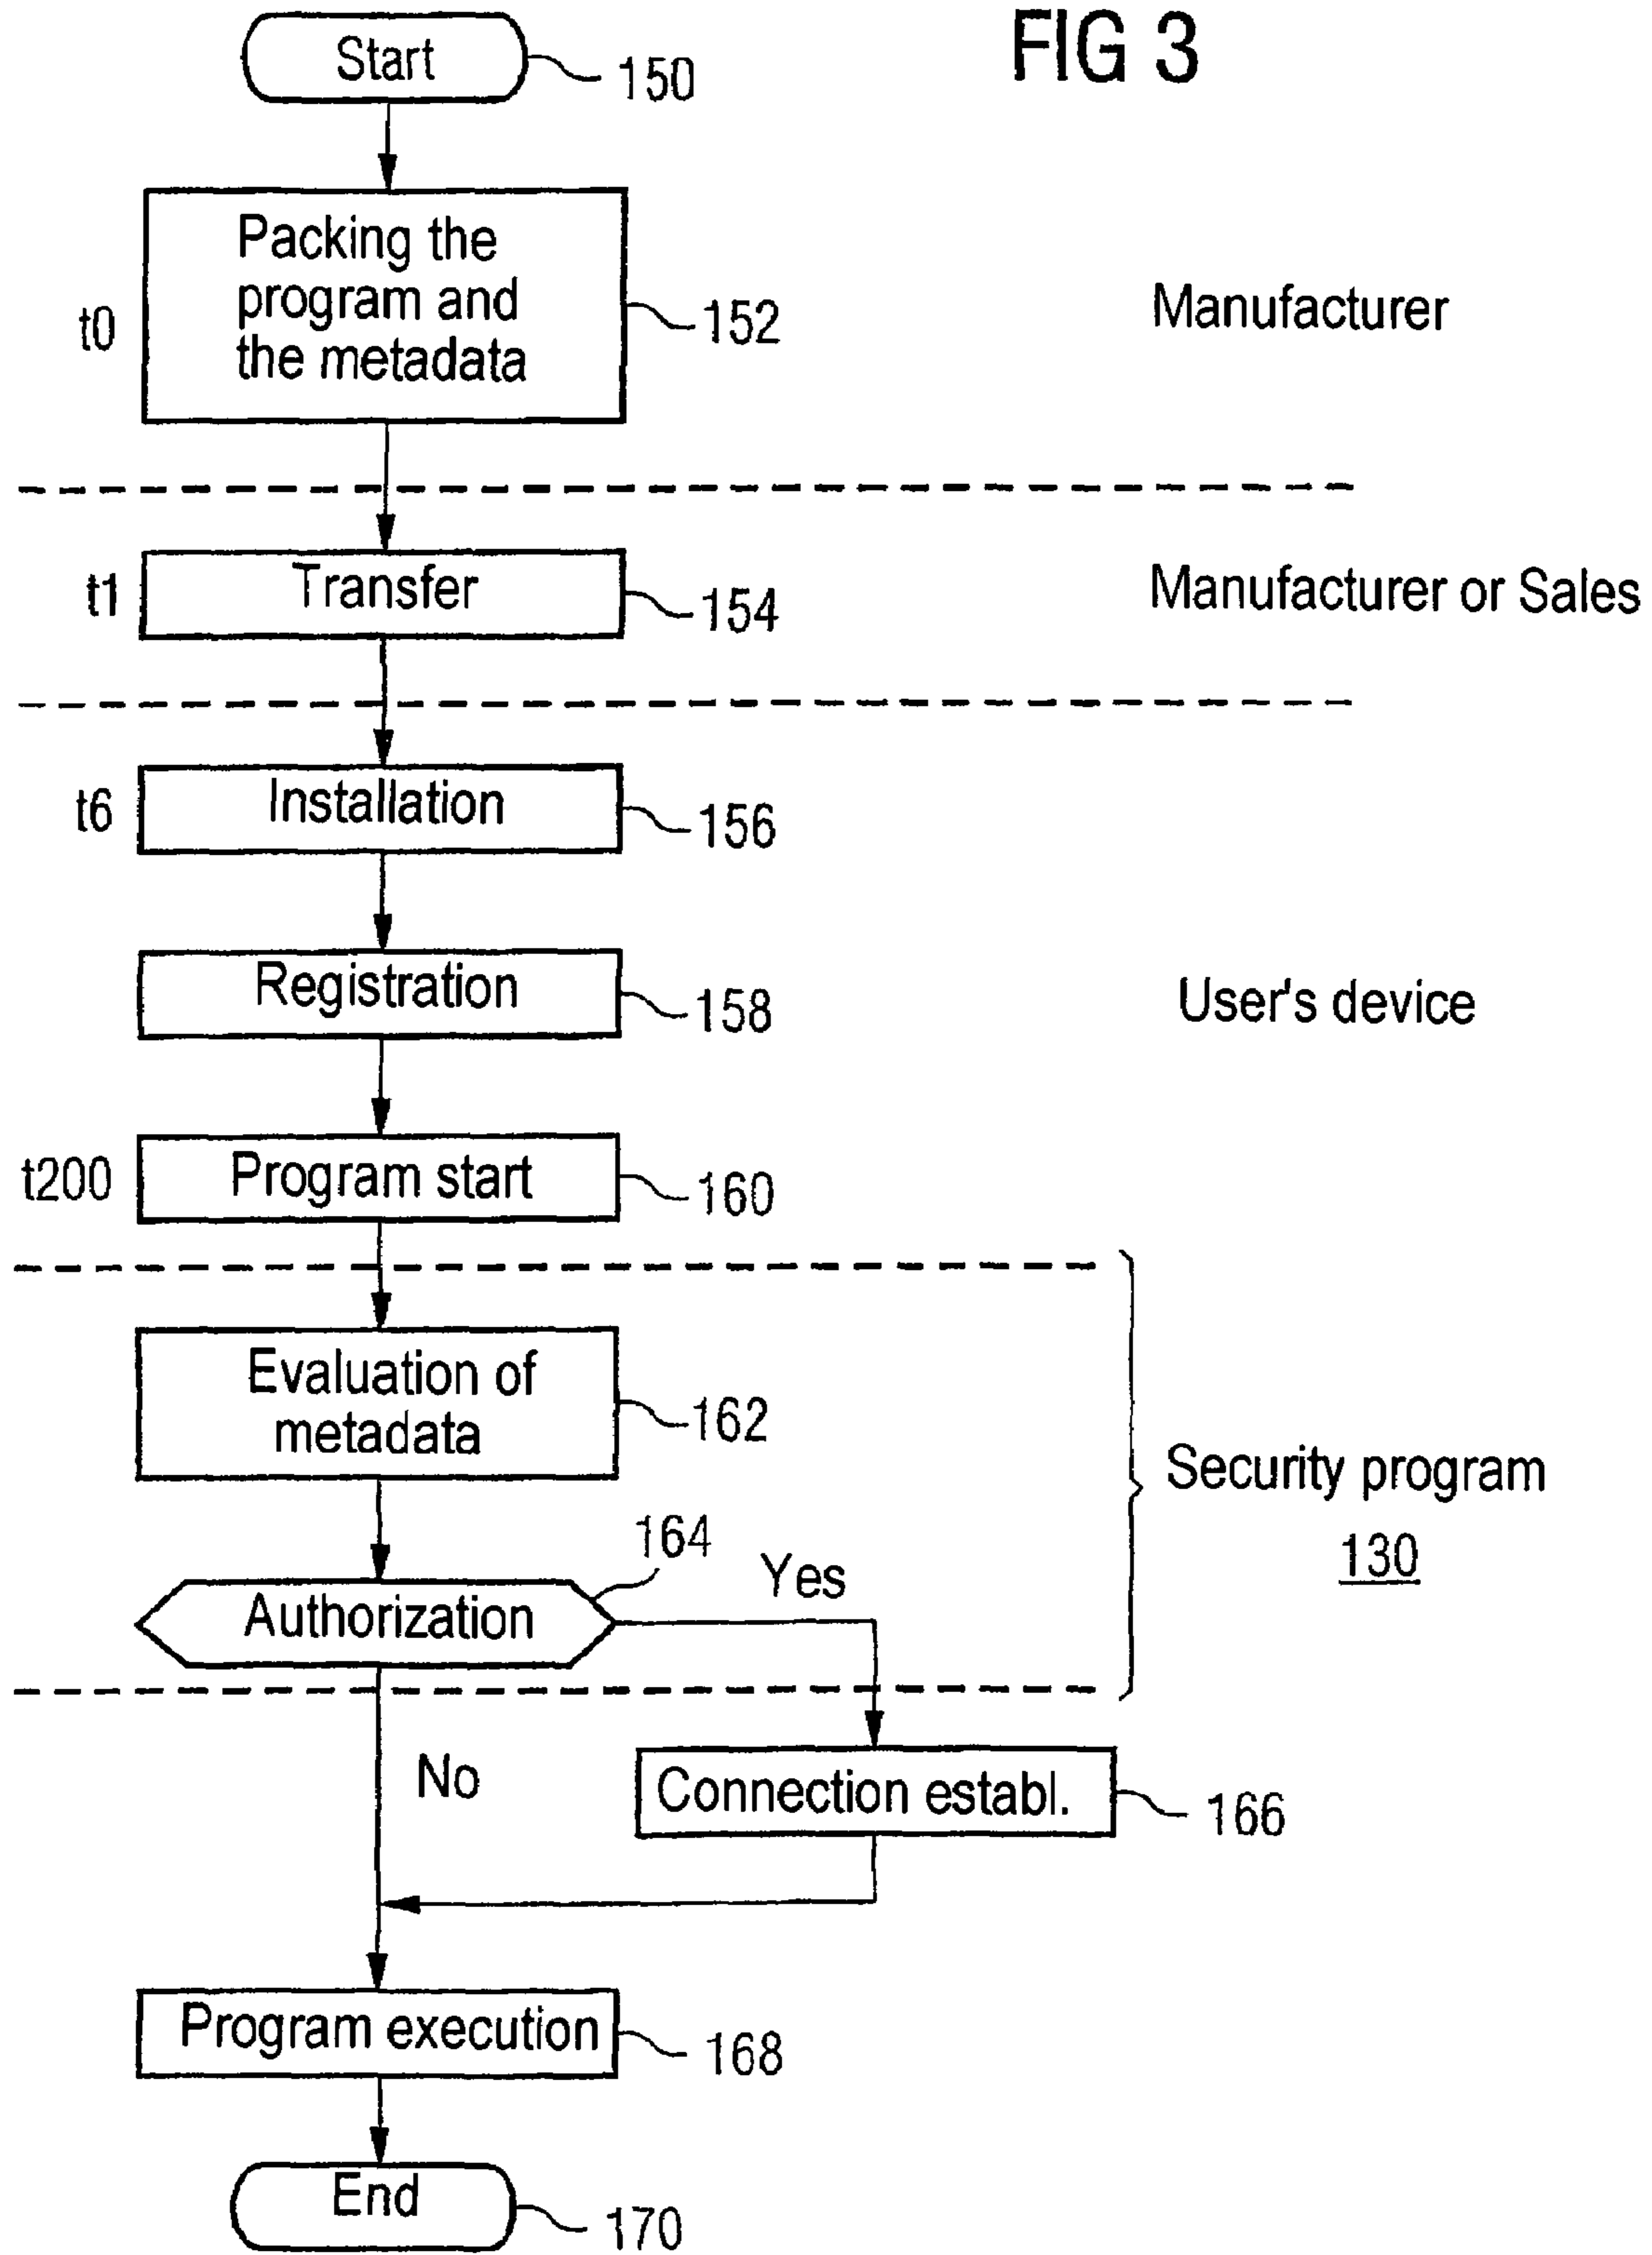 FIG 3
Start
150
Packing the
program and
the metadata
t0
152
Manufacturer
t1
Transfer
154
Manufacturer or Sales
t6
Installation
156
Registration
158
User's device
t200
Program start
160
Evaluation of
metadata
162
Security program
130
164
Authorization
Yes
No
Connection establ.
166
Program execution
168
End
170